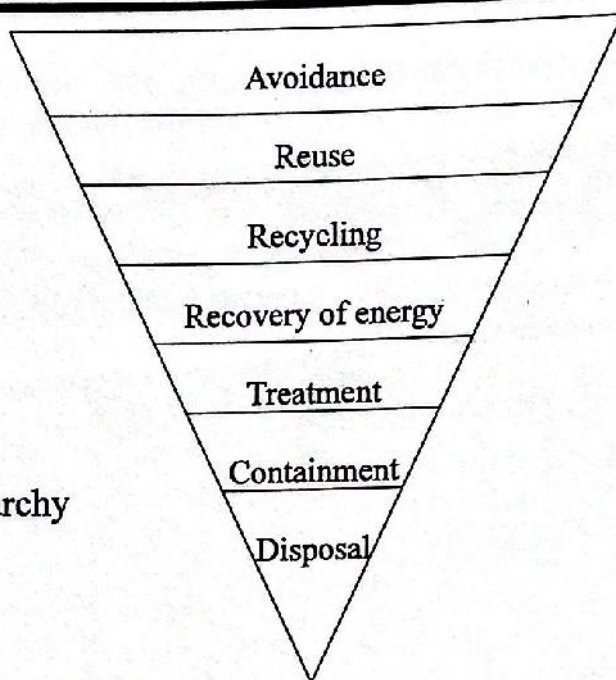 Avoidance
Reuse
Recycling
Recovery of energy
Treatment
Containment
archy
Disposal